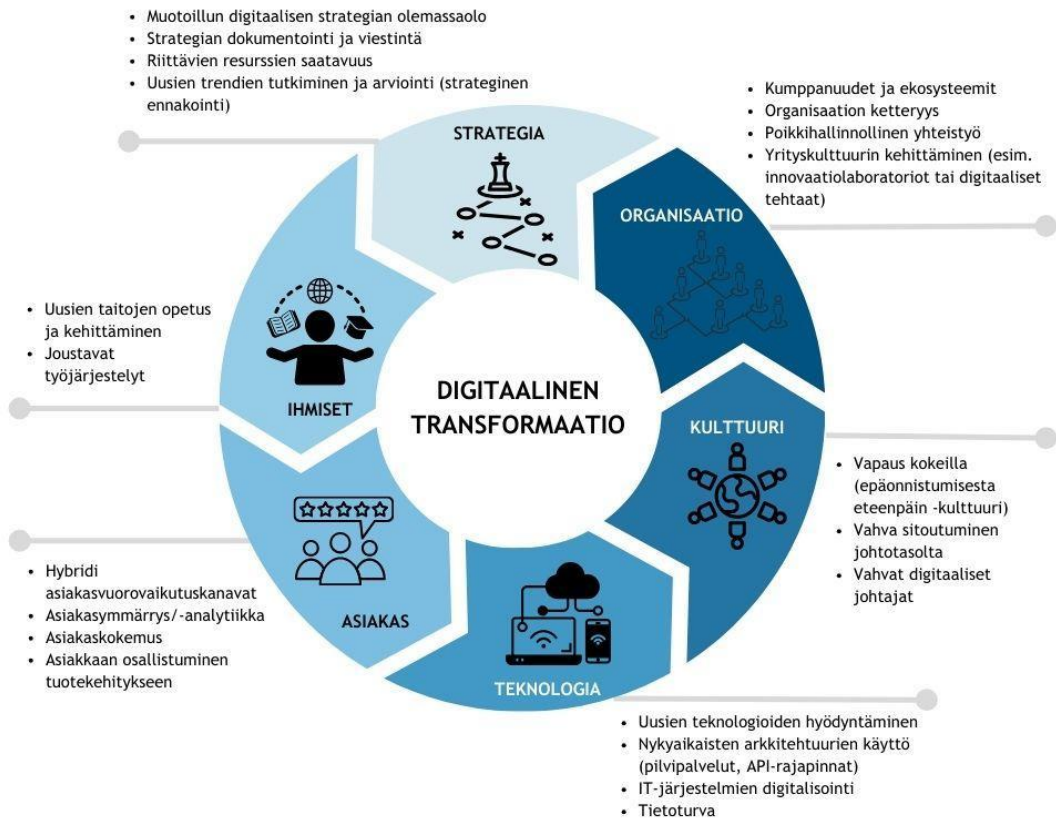 • Muotoillun digitaalisen strategian olemassaolo
• Strategian dokumentointi ja viestintä
• Riittävien resurssien saatavuus
• Uusien trendien tutkiminen ja arviointi (strateginen
ennakointi)
STRATEGIA
• Kumppanuudet ja ekosysteemit
• Organisaation ketteryys
• Poikkihallinnollinen yhteistyö
• Yrityskulttuurin kehittäminen (esim.
innovaatiolaboratoriot tai digitaaliset
tehtaat)
ORGANISAATIO
• Uusien taitojen opetus
ja kehittäminen
• Joustavat
työjärjestelyt
IHMISET
DIGITAALINEN
TRANSFORMAATIO
KULTTUURI
• Vapaus kokeilla
(epäonnistumisesta
eteenpäin -kulttuuri)
• Vahva sitoutuminen
johtotasolta
• Vahvat digitaaliset
johtajat
• Hybridi
asiakasvuorovaikutuskanavat
• Asiakasymmärrys/-analytiikka
• Asiakaskokemus
• Asiakkaan osallistuminen
tuotekehitykseen
ASIAKAS
TEKNOLOGIA
• Uusien teknologioiden hyödyntäminen
• Nykyaikaisten arkkitehtuurien käyttö
(pilvipalvelut, API-rajapinnat)
• IT-järjestelmien digitalisointi
• Tietoturva